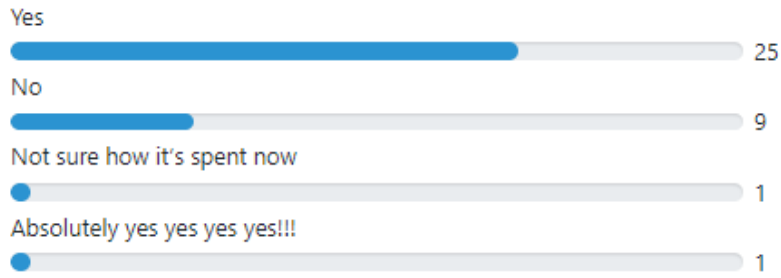 Yes
25
No
9
Not sure how it’s spent now
1
Absolutely yes yes yes yes!!!
1